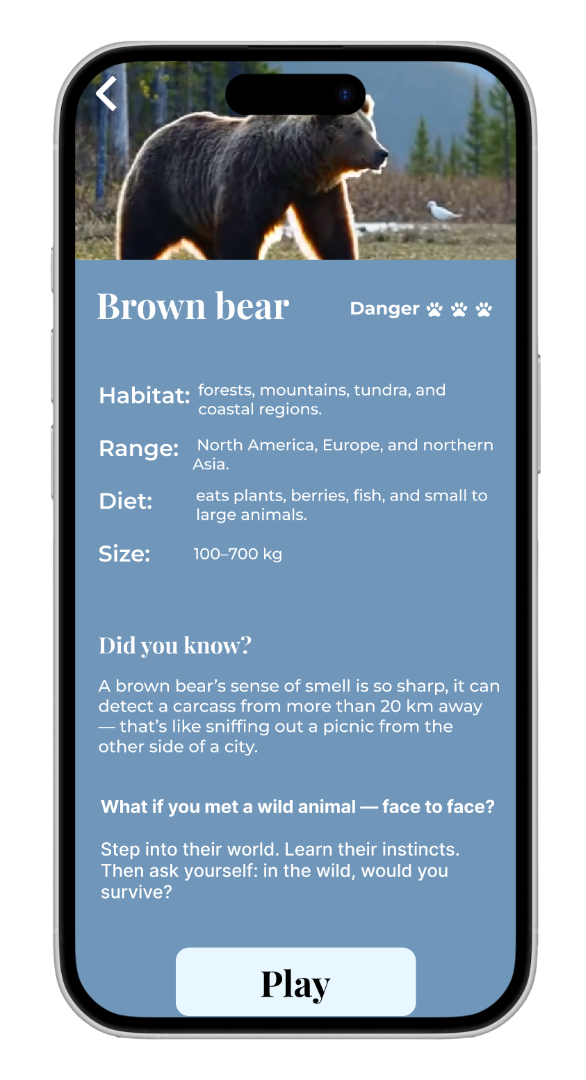 Brown bear
Danger
Habitat: forests, mountains, tundra, and
coastal regions.
Range: North America, Europe, and northern
Asia.
Diet: eats plants, berries, fish, and small to
large animals.
Size: 100–700 kg
Did you know?
A brown bear's sense of smell is so sharp, it can
detect a carcass from more than 20 km away
— that's like sniffing out a picnic from the
other side of a city.
What if you met a wild animal — face to face?
Step into their world. Learn their instincts.
Then ask yourself: in the wild, would you
survive?
Play